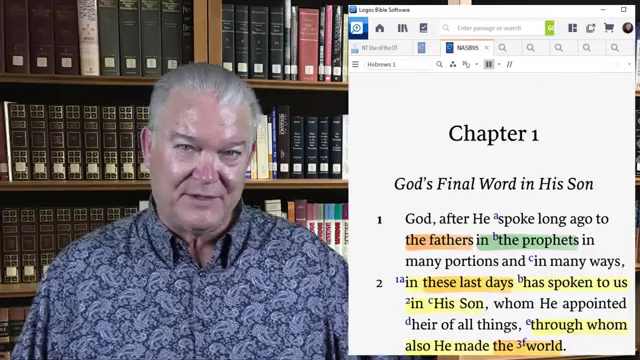 Logos Bible Software
Enter passage or search
GO
NT Use of the OT
NASB95
Hebrews 1
Chapter 1
God's Final Word in His Son
1 God, after He ᵃspoke long ago to
the fathers in ᵇthe prophets in
many portions and ᶜin many ways,
2 ¹ᵃin these last days ᵇhas spoken to us
²in ᶜHis Son, whom He appointed
ᵈheir of all things, ᵉthrough whom
also He made the ³ᶠworld.